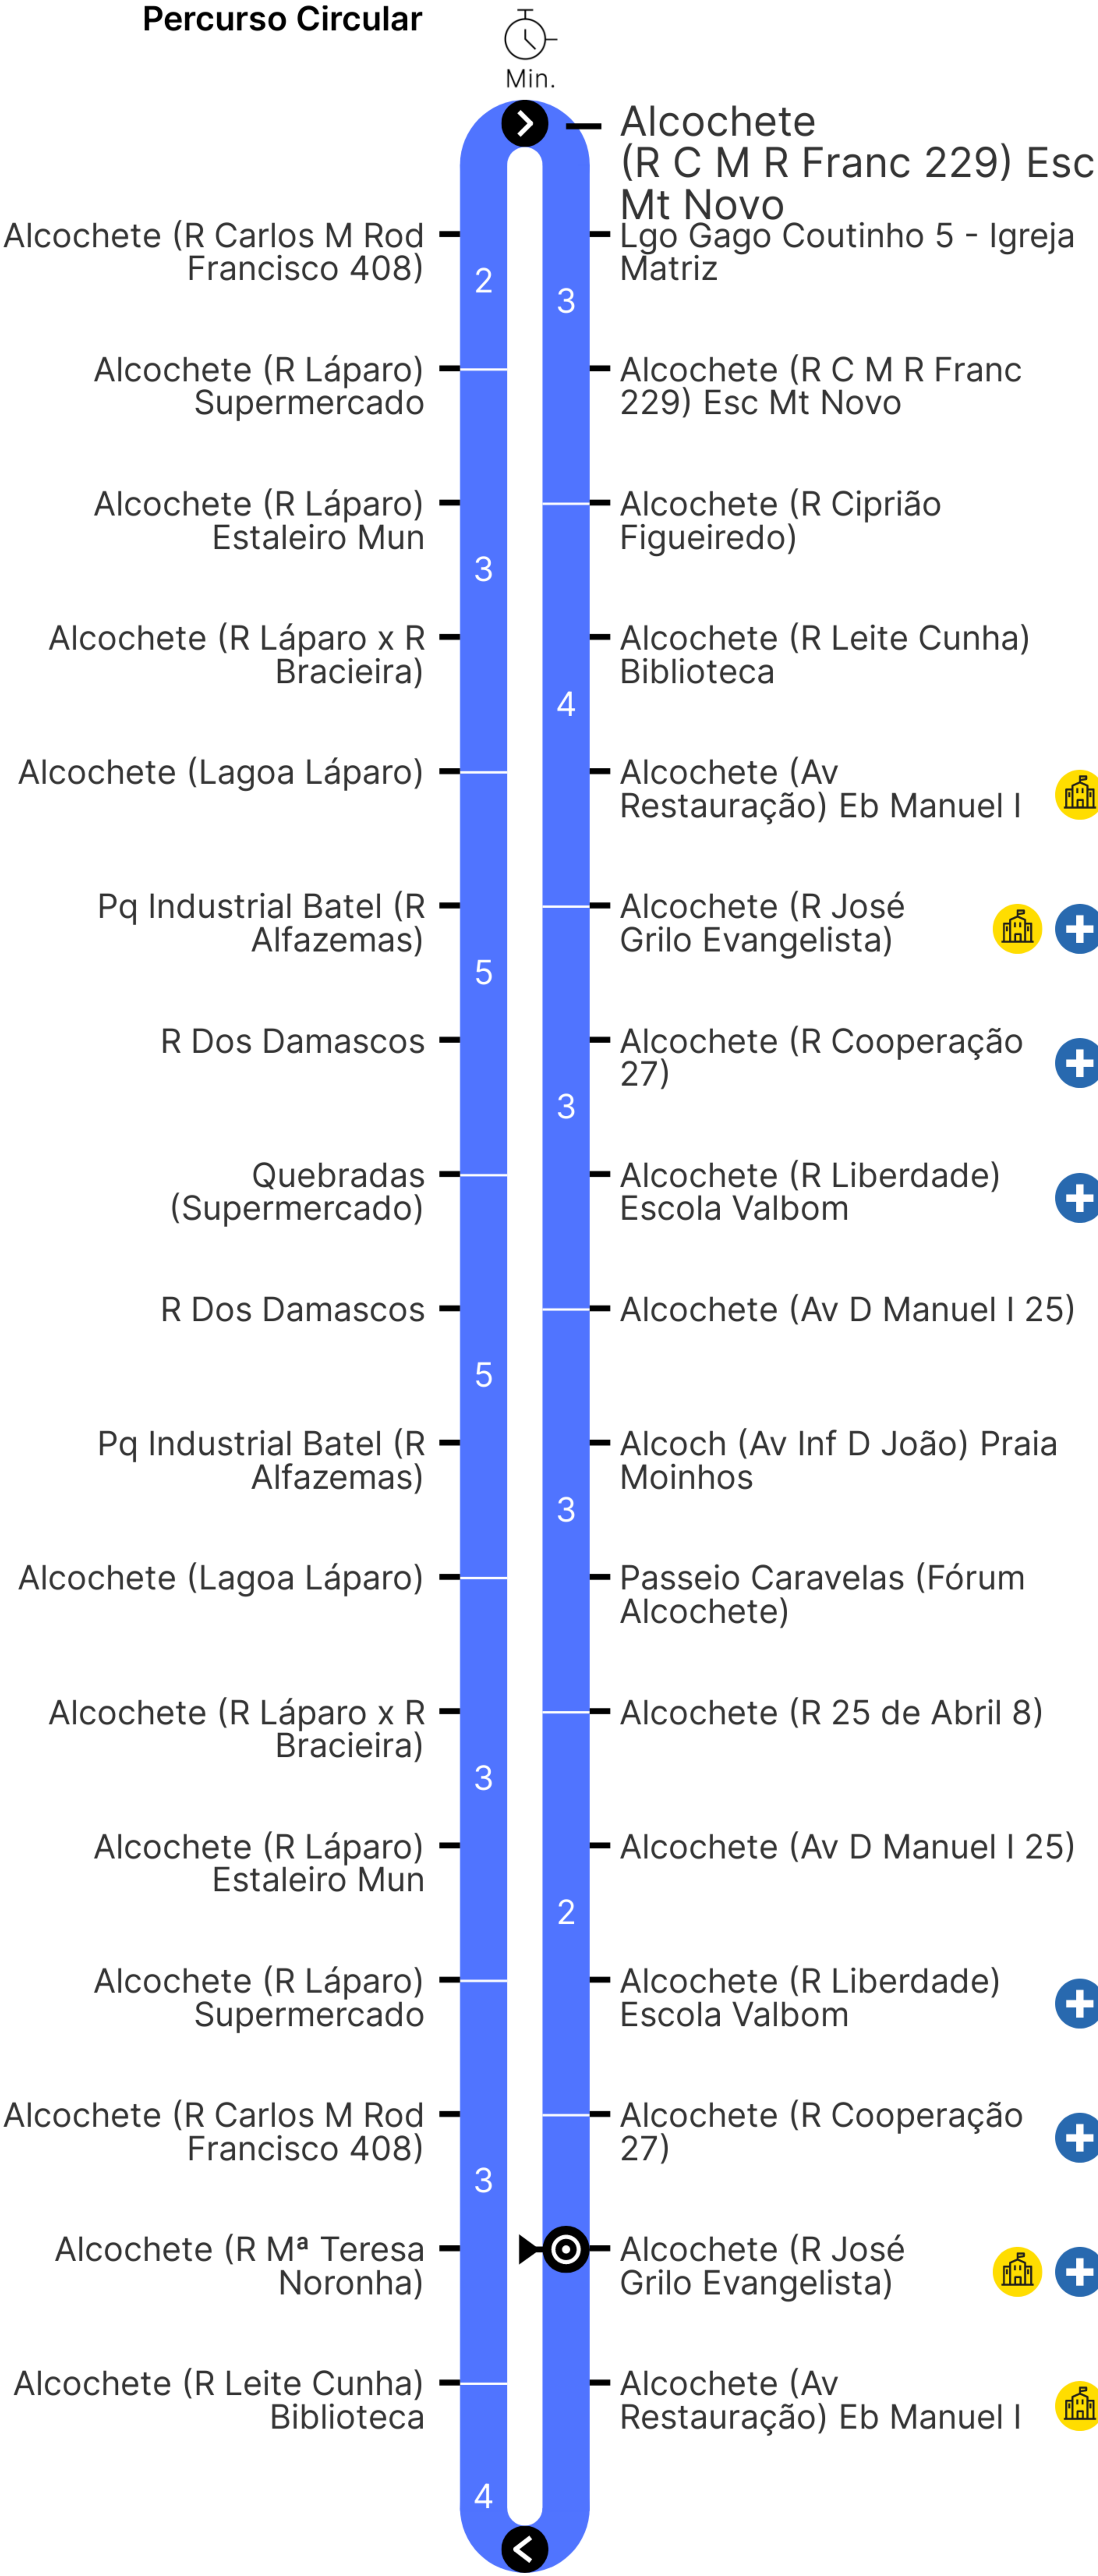 Percurso Circular
Min.
Alcochete
(R C M R Franc 229) Esc
Mt Novo
Alcochete (R Carlos M Rod
Francisco 408)
2
3
Lgo Gago Coutinho 5 - Igreja
Matriz
Alcochete (R Láparo)
Supermercado
Alcochete (R C M R Franc
229) Esc Mt Novo
Alcochete (R Láparo)
Estaleiro Mun
3
Alcochete (R Ciprião
Figueiredo)
Alcochete (R Láparo x R
Bracieira)
4
Alcochete (R Leite Cunha)
Biblioteca
Alcochete (Lagoa Láparo)
Alcochete (Av
Restauração) Eb Manuel I
Pq Industrial Batel (R
Alfazemas)
5
Alcochete (R José
Grilo Evangelista)
R Dos Damascos
3
Alcochete (R Cooperação
27)
Quebradas
(Supermercado)
Alcochete (R Liberdade)
Escola Valbom
R Dos Damascos
5
Alcochete (Av D Manuel I 25)
Pq Industrial Batel (R
Alfazemas)
3
Alcoch (Av Inf D João) Praia
Moinhos
Alcochete (Lagoa Láparo)
Passeio Caravelas (Fórum
Alcochete)
Alcochete (R Láparo x R
Bracieira)
3
Alcochete (R 25 de Abril 8)
Alcochete (R Láparo)
Estaleiro Mun
2
Alcochete (Av D Manuel I 25)
Alcochete (R Láparo)
Supermercado
Alcochete (R Liberdade)
Escola Valbom
Alcochete (R Carlos M Rod
Francisco 408)
3
Alcochete (R Cooperação
27)
Alcochete (R Mª Teresa
Noronha)
Alcochete (R José
Grilo Evangelista)
Alcochete (R Leite Cunha)
Biblioteca
4
Alcochete (Av
Restauração) Eb Manuel I